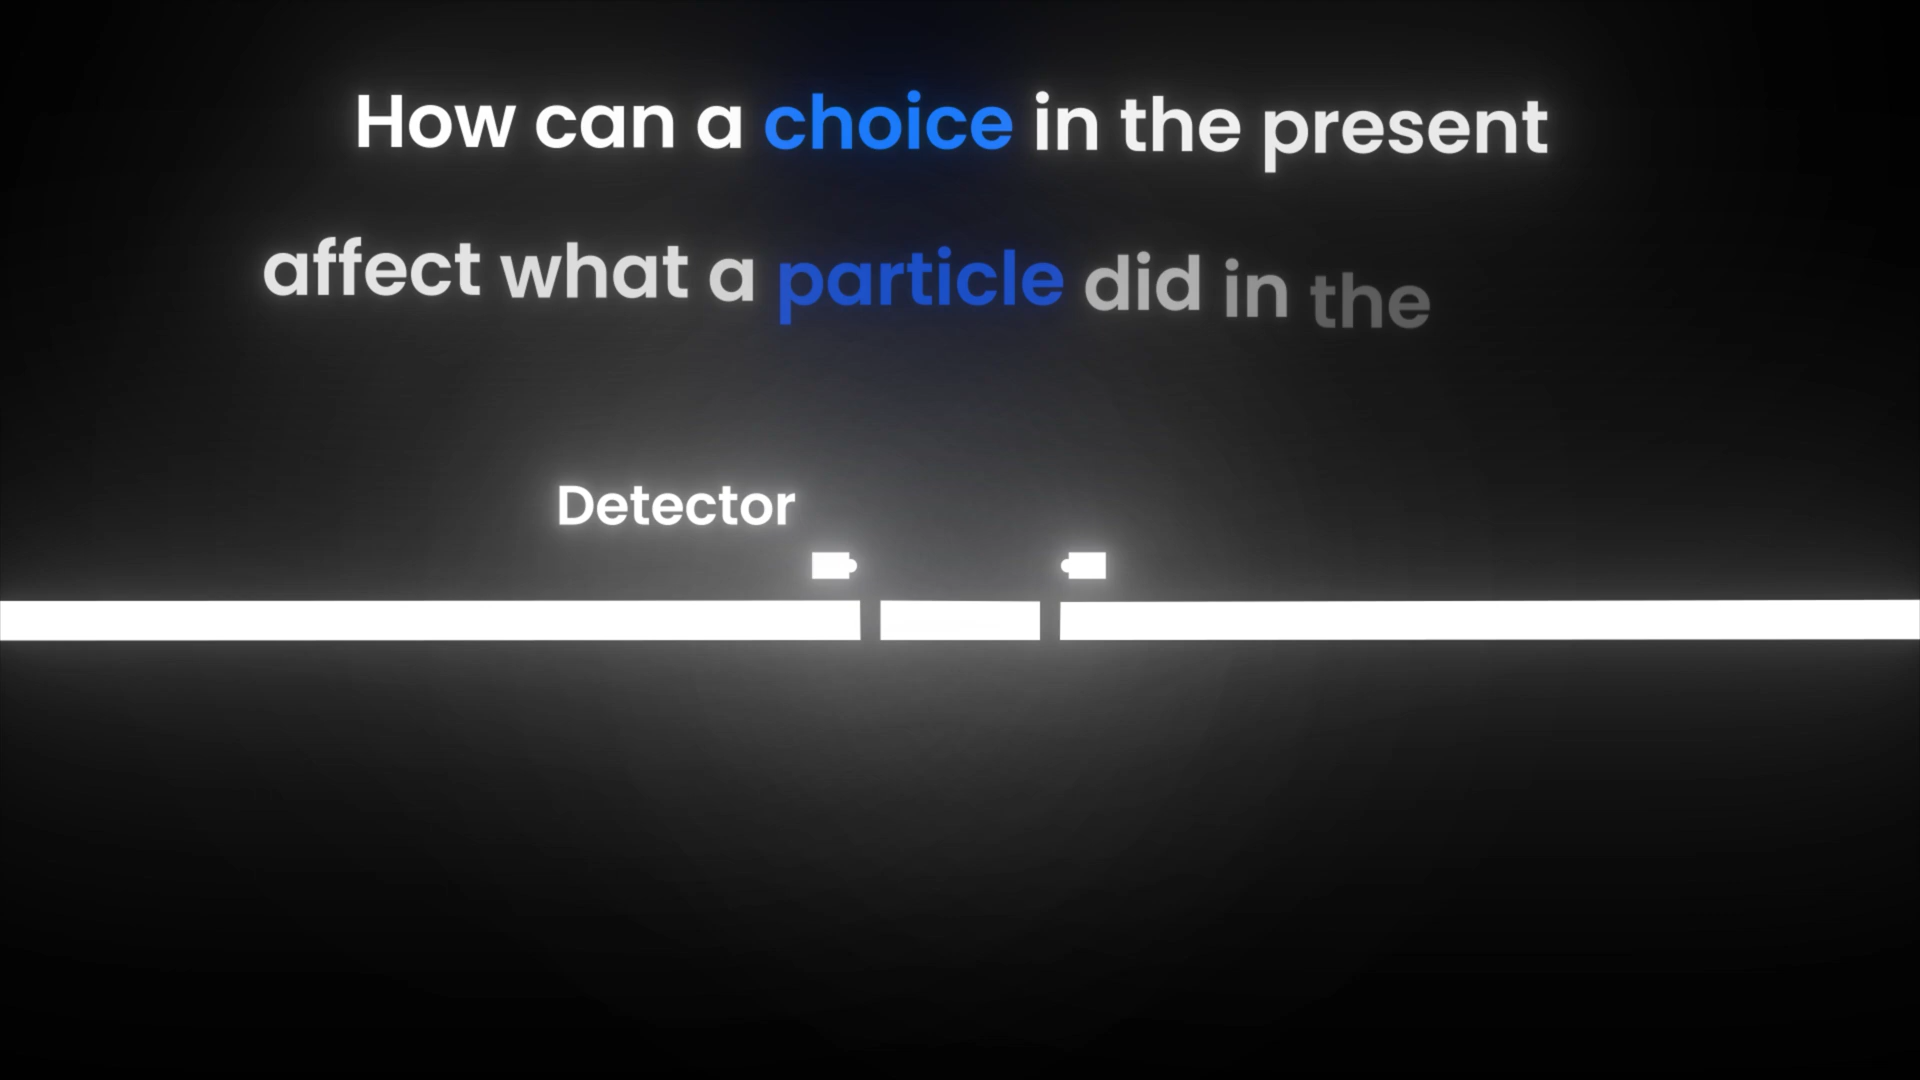 How can a choice in the present
affect what a particle did in the
Detector